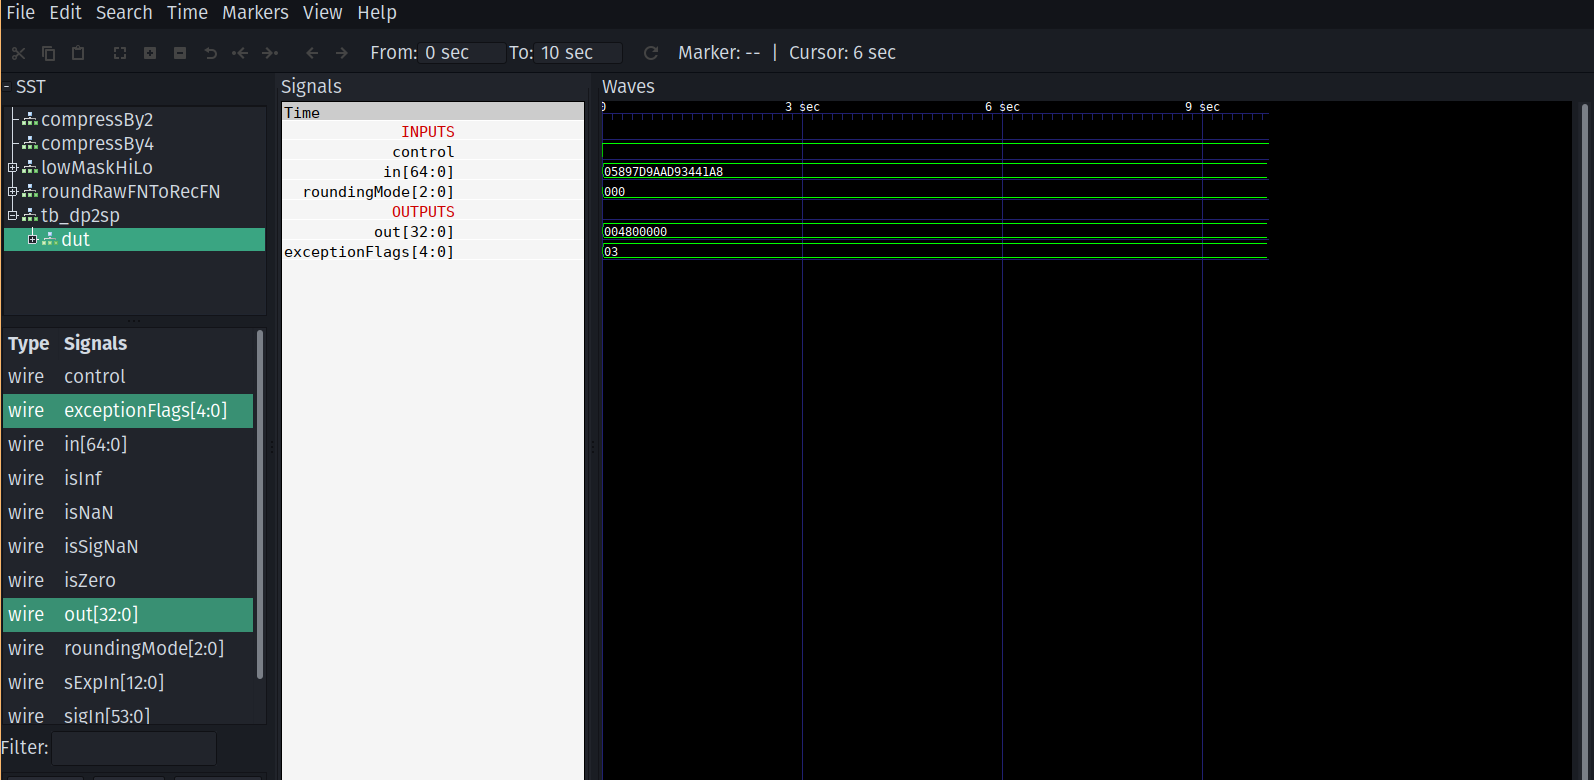 File Edit Search Time Markers View Help
From: 0 sec To: 10 sec Marker: -- | Cursor: 6 sec
SST
compressBy2
compressBy4
lowMaskHiLo
roundRawFNToRecFN
tb_dp2sp
dut
Type Signals
wire control
wire exceptionFlags[4:0]
wire in[64:0]
wire isInf
wire isNaN
wire isSigNaN
wire isZero
wire out[32:0]
wire roundingMode[2:0]
wire sExpIn[12:0]
wire sigIn[53:0]
Filter:
Signals
Time
INPUTS
control
in[64:0]
roundingMode[2:0]
OUTPUTS
out[32:0]
exceptionFlags[4:0]
Waves
0 3 sec 6 sec 9 sec
05897D9AAD93441A8
000
004800000
03